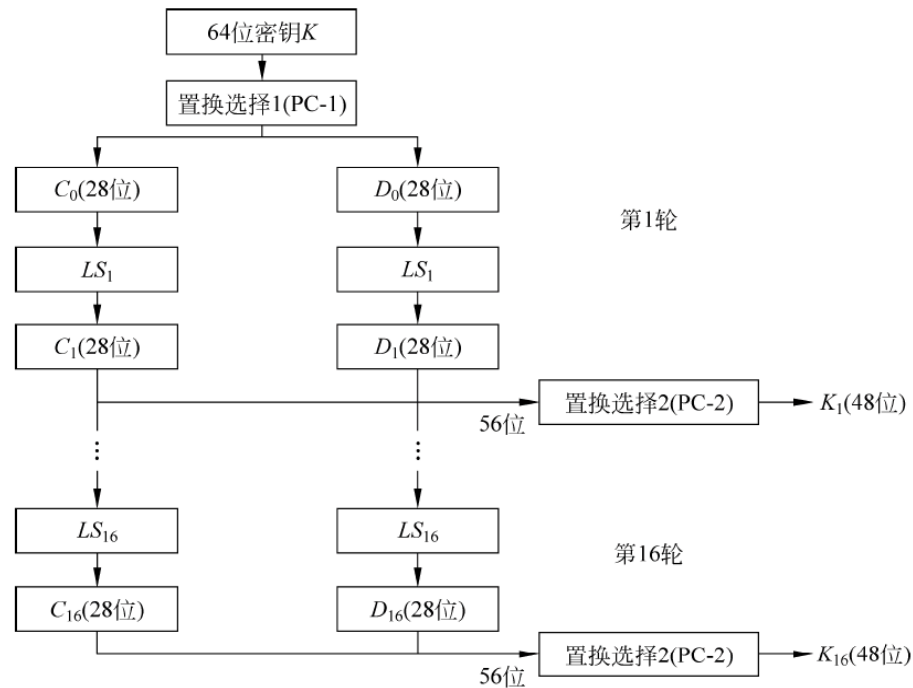 64位密钥K
置换选择1(PC-1)
C₀(28位)
D₀(28位)
第1轮
LS₁
LS₁
C₁(28位)
D₁(28位)
置换选择2(PC-2)
K₁(48位)
56位
⋮
⋮
LS₁₆
LS₁₆
第16轮
C₁₆(28位)
D₁₆(28位)
置换选择2(PC-2)
K₁₆(48位)
56位